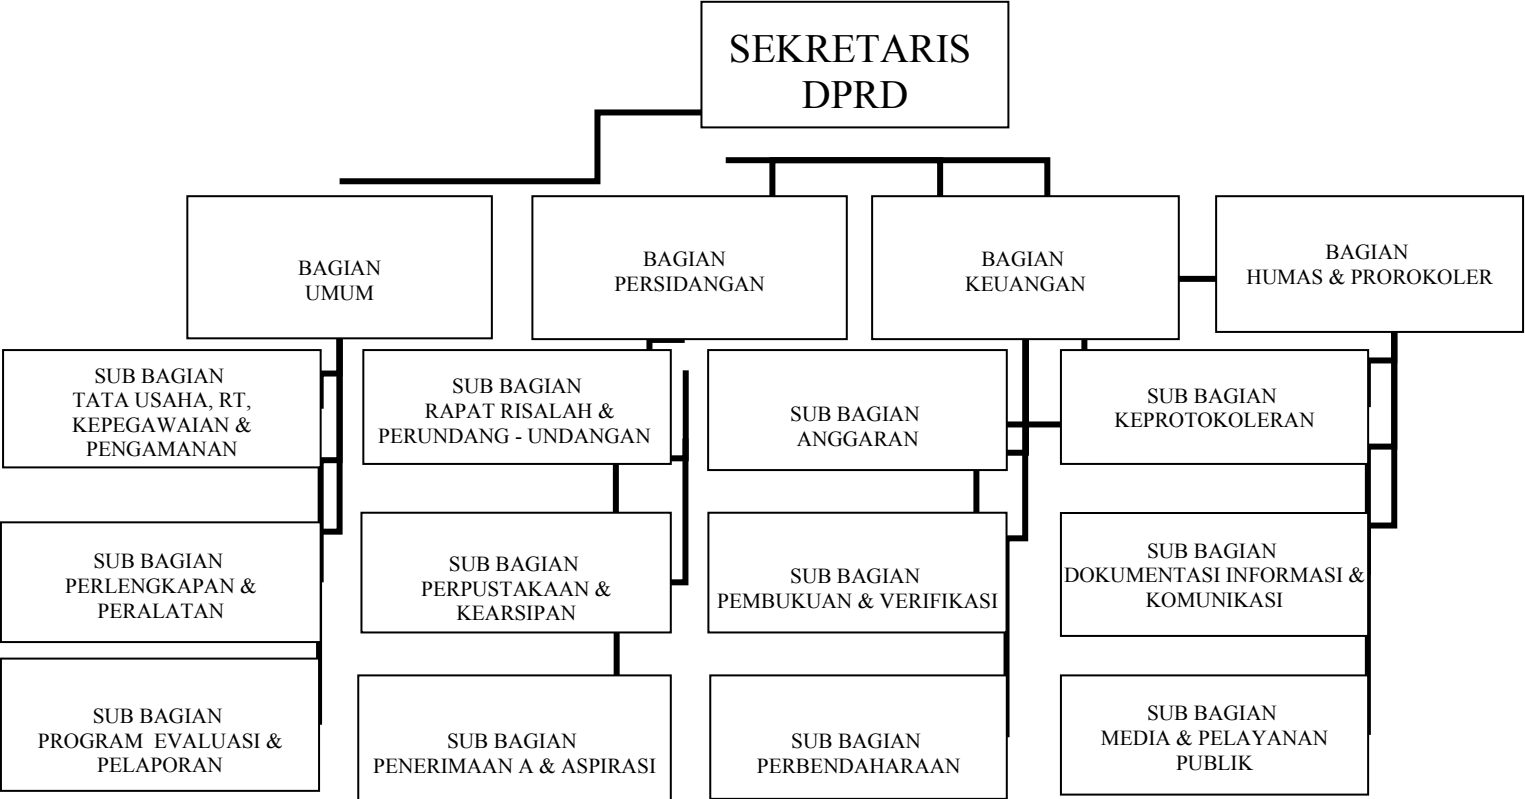 SEKRETARIS
DPRD
BAGIAN
UMUM
BAGIAN
PERSIDANGAN
BAGIAN
KEUANGAN
BAGIAN
HUMAS & PROROKOLER
SUB BAGIAN
TATA USAHA, RT,
KEPEGAWAIAN &
PENGAMANAN
SUB BAGIAN
RAPAT RISALAH &
PERUNDANG - UNDANGAN
SUB BAGIAN
ANGGARAN
SUB BAGIAN
KEPROTOKOLERAN
SUB BAGIAN
PERLENGKAPAN &
PERALATAN
SUB BAGIAN
PERPUSTAKAAN &
KEARSIPAN
SUB BAGIAN
PEMBUKUAN & VERIFIKASI
SUB BAGIAN
DOKUMENTASI INFORMASI &
KOMUNIKASI
SUB BAGIAN
PROGRAM EVALUASI &
PELAPORAN
SUB BAGIAN
PENERIMAAN A & ASPIRASI
SUB BAGIAN
PERBENDAHARAAN
SUB BAGIAN
MEDIA & PELAYANAN
PUBLIK